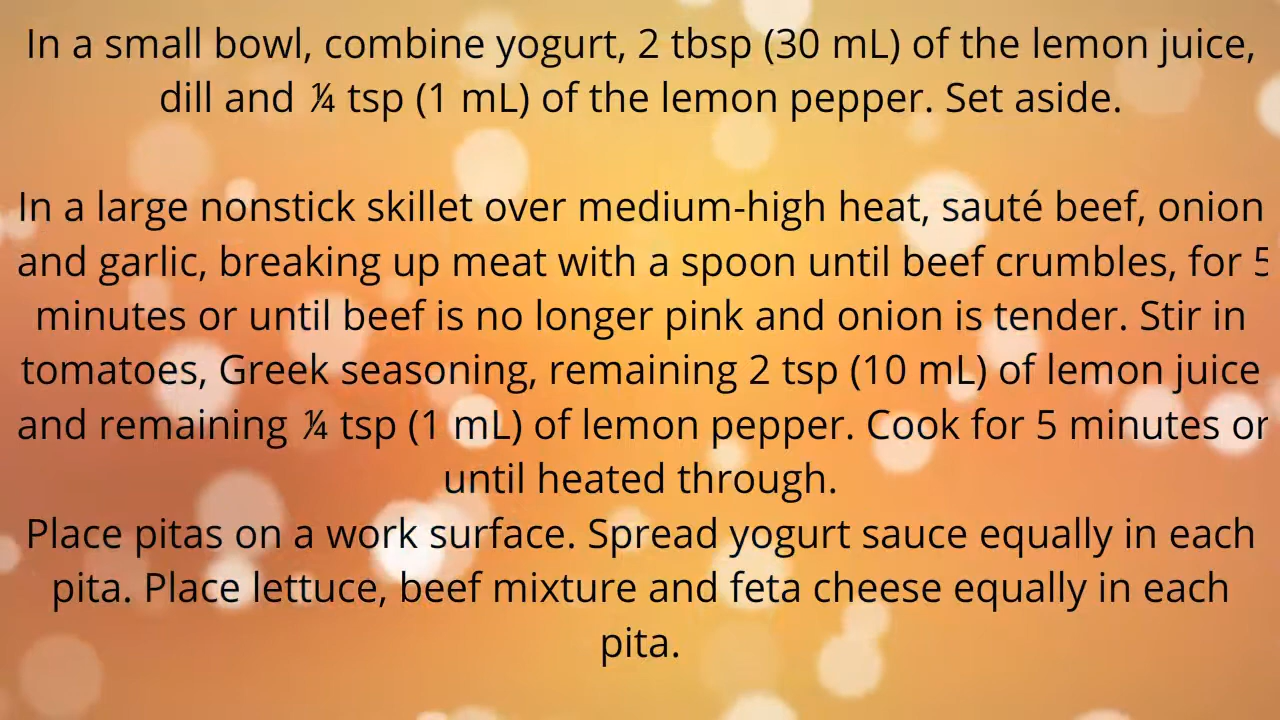 In a small bowl, combine yogurt, 2 tbsp (30 mL) of the lemon juice,
dill and ¼ tsp (1 mL) of the lemon pepper. Set aside.
In a large nonstick skillet over medium-high heat, sauté beef, onion
and garlic, breaking up meat with a spoon until beef crumbles, for 5
minutes or until beef is no longer pink and onion is tender. Stir in
tomatoes, Greek seasoning, remaining 2 tsp (10 mL) of lemon juice
and remaining ¼ tsp (1 mL) of lemon pepper. Cook for 5 minutes or
until heated through.
Place pitas on a work surface. Spread yogurt sauce equally in each
pita. Place lettuce, beef mixture and feta cheese equally in each
pita.